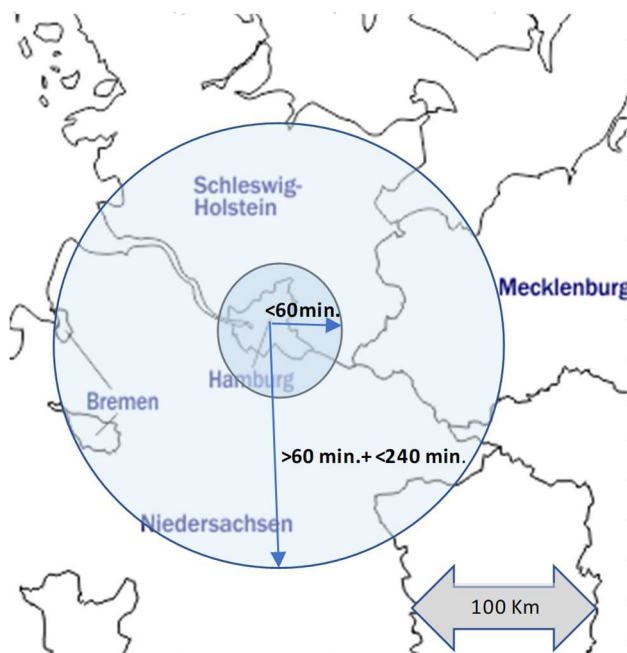 Schleswig-
Holstein
Mecklenburg
<60min.
Hamburg
Bremen
>60 min.+ <240 min.
Niedersachsen
100 Km